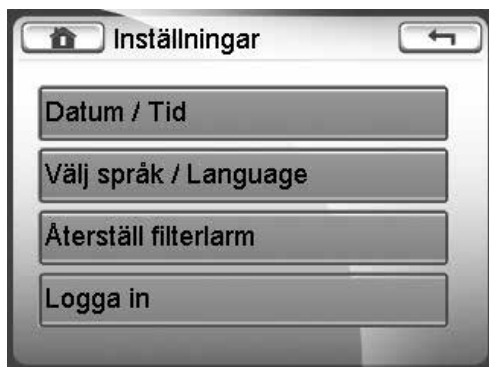 Inställningar
Datum / Tid
Välj språk / Language
Återställ filterlarm
Logga in